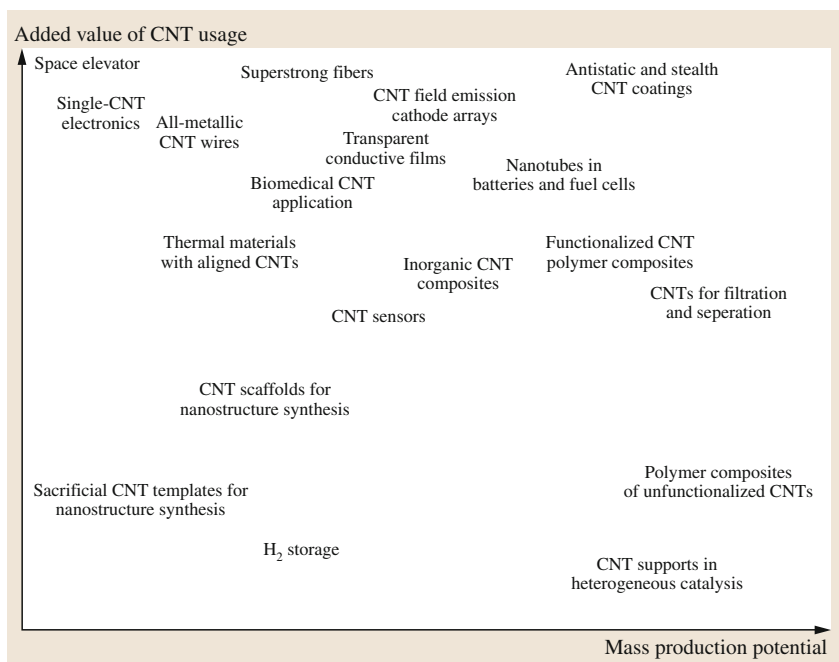 Added value of CNT usage
Space elevator
Superstrong fibers
Antistatic and stealth
CNT coatings
Single-CNT
electronics
CNT field emission
cathode arrays
All-metallic
CNT wires
Transparent
conductive films
Nanotubes in
batteries and fuel cells
Biomedical CNT
application
Thermal materials
with aligned CNTs
Functionalized CNT
polymer composites
Inorganic CNT
composites
CNTs for filtration
and seperation
CNT sensors
CNT scaffolds for
nanostructure synthesis
Polymer composites
of unfunctionalized CNTs
Sacrificial CNT templates for
nanostructure synthesis
H₂ storage
CNT supports in
heterogeneous catalysis
Mass production potential